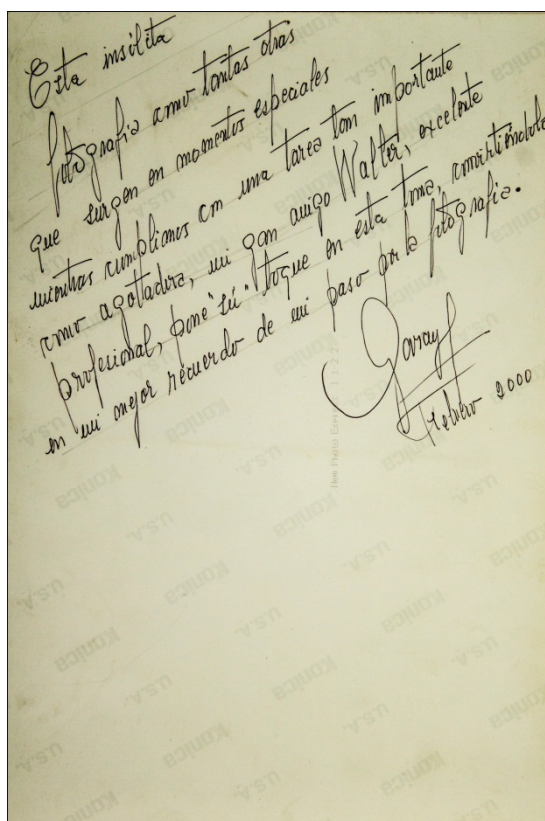 Esta insólita
fotografía como tantas otras
que surgen en momentos especiales
mientras cumplíamos con una tarea tan importante
como agotadora, mi gran amigo Walter, excelente
profesional, pone "su" toque en esta toma, convirtiéndola
en mi mejor recuerdo de mi paso por la fotografía.
Garay
Febrero 2000
Konica
U.S.A.